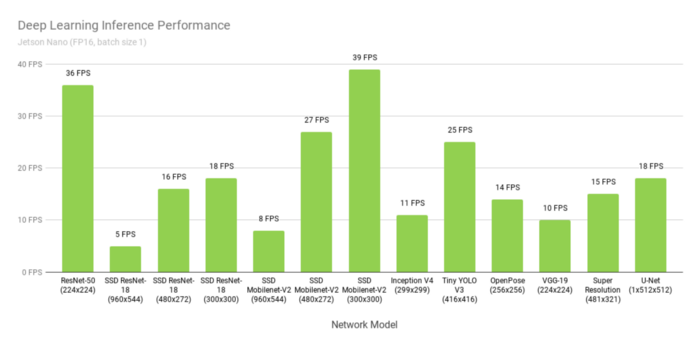 Deep Learning Inference Performance
Jetson Nano (FP16, batch size 1)
40 FPS
30 FPS
20 FPS
10 FPS
0 FPS
36 FPS
5 FPS
16 FPS
18 FPS
8 FPS
27 FPS
39 FPS
11 FPS
25 FPS
14 FPS
10 FPS
15 FPS
18 FPS
ResNet-50
(224x224)
SSD ResNet-
18
(960x544)
SSD ResNet-
18
(480x272)
SSD ResNet-
18
(300x300)
SSD
Mobilenet-V2
(960x544)
SSD
Mobilenet-V2
(480x272)
SSD
Mobilenet-V2
(300x300)
Inception V4
(299x299)
Tiny YOLO
V3
(416x416)
OpenPose
(256x256)
VGG-19
(224x224)
Super
Resolution
(481x321)
U-Net
(1x512x512)
Network Model